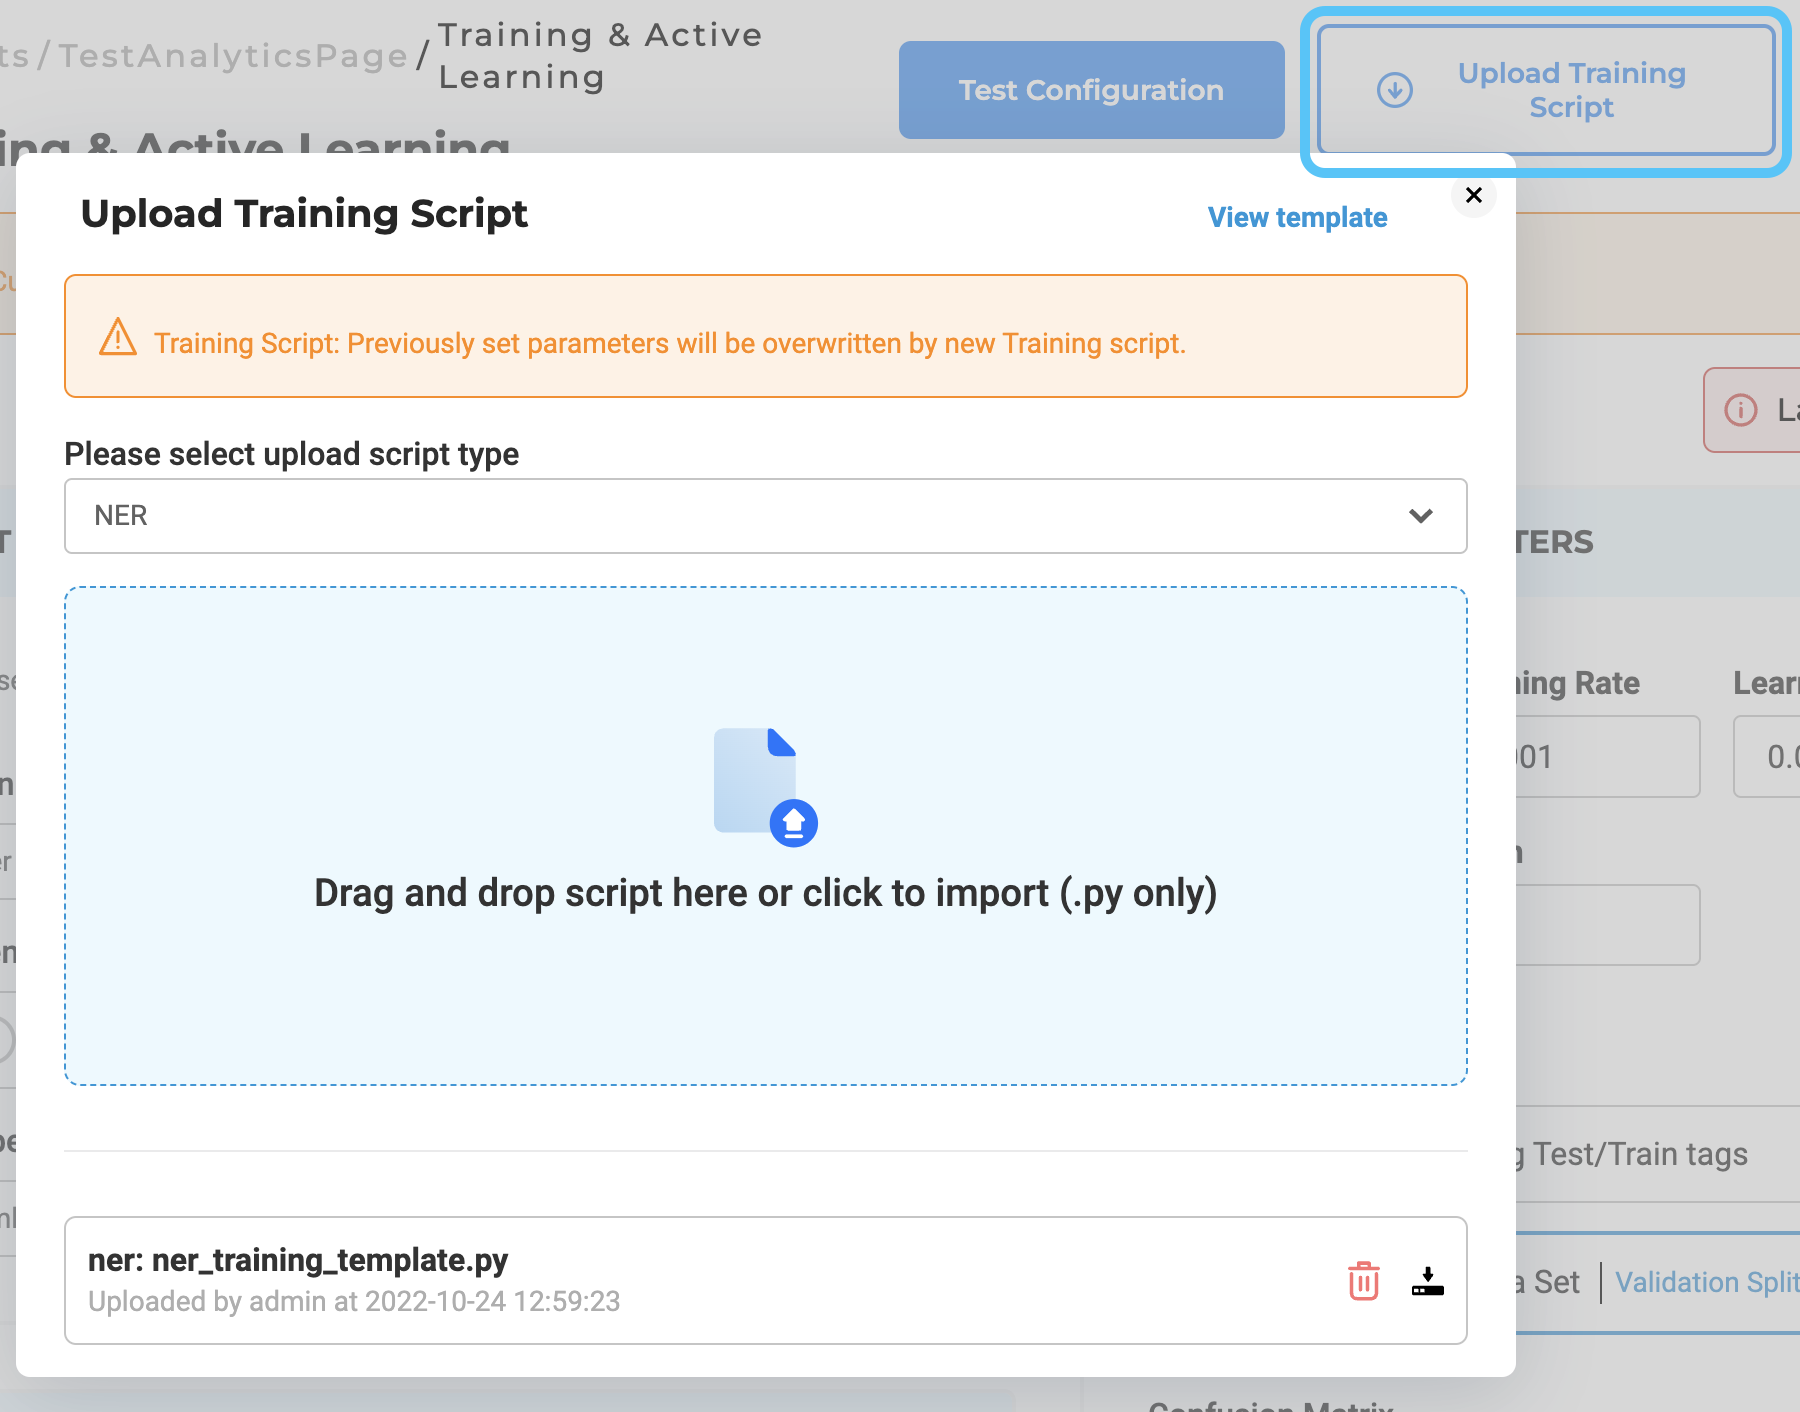 ts / TestAnalyticsPage / Training & Active
Learning
Test Configuration
Upload Training
Script
ing & Active Learning
Upload Training Script
View template
Training Script: Previously set parameters will be overwritten by new Training script.
Please select upload script type
NER
TERS
ing Rate
Learn
001
0.0
Drag and drop script here or click to import (.py only)
g Test/Train tags
ner: ner_training_template.py
Uploaded by admin at 2022-10-24 12:59:23
a Set | Validation Split
Confusion Matrix